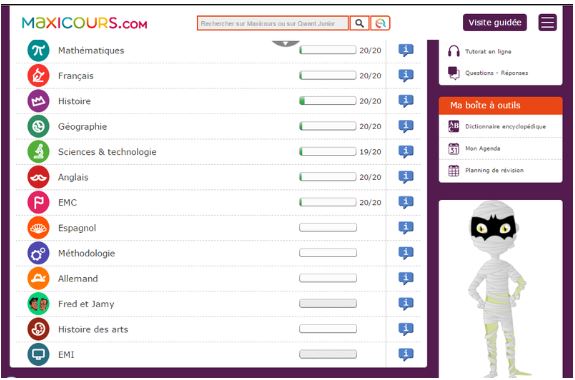 MAXICOURS.COM
Rechercher sur Maxicours ou sur Qwant Junior
Visite guidée
Mathématiques 20/20
Français 20/20
Histoire 20/20
Géographie 20/20
Sciences & technologie 19/20
Anglais 20/20
EMC 20/20
Espagnol
Méthodologie
Allemand
Fred et Jamy
Histoire des arts
EMI
Tutorat en ligne
Questions - Réponses
Ma boîte à outils
Dictionnaire encyclopédique
Mon Agenda
Planning de révision